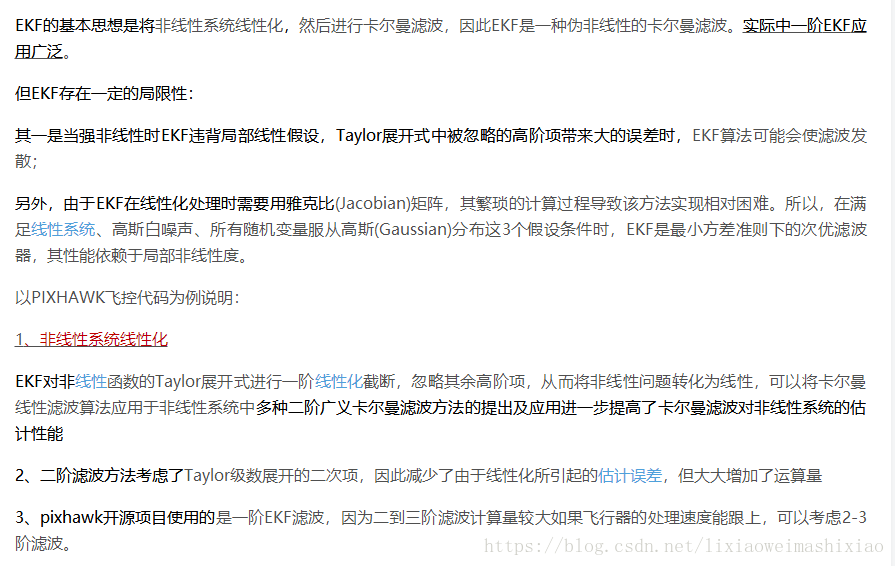 EKF的基本思想是将非线性系统线性化，然后进行卡尔曼滤波，因此EKF是一种伪非线性的卡尔曼滤波。实际中一阶EKF应
用广泛。
但EKF存在一定的局限性：
其一是当强非线性时EKF违背局部线性假设，Taylor展开式中被忽略的高阶项带来大的误差时，EKF算法可能会使滤波发
散；
另外，由于EKF在线性化处理时需要用雅克比(Jacobian)矩阵，其繁琐的计算过程导致该方法实现相对困难。所以，在满
足线性系统、高斯白噪声、所有随机变量服从高斯(Gaussian)分布这3个假设条件时，EKF是最小方差准则下的次优滤波
器，其性能依赖于局部非线性度。
以PIXHAWK飞控代码为例说明：
1、非线性系统线性化
EKF对非线性函数的Taylor展开式进行一阶线性化截断，忽略其余高阶项，从而将非线性问题转化为线性，可以将卡尔曼
线性滤波算法应用于非线性系统中多种二阶广义卡尔曼滤波方法的提出及应用进一步提高了卡尔曼滤波对非线性系统的估
计性能
2、二阶滤波方法考虑了Taylor级数展开的二次项，因此减少了由于线性化所引起的估计误差，但大大增加了运算量
3、pixhawk开源项目使用的是一阶EKF滤波，因为二到三阶滤波计算量较大如果飞行器的处理速度能跟上，可以考虑2-3
阶滤波。
https://blog.csdn.net/lixiaoweimashixiao